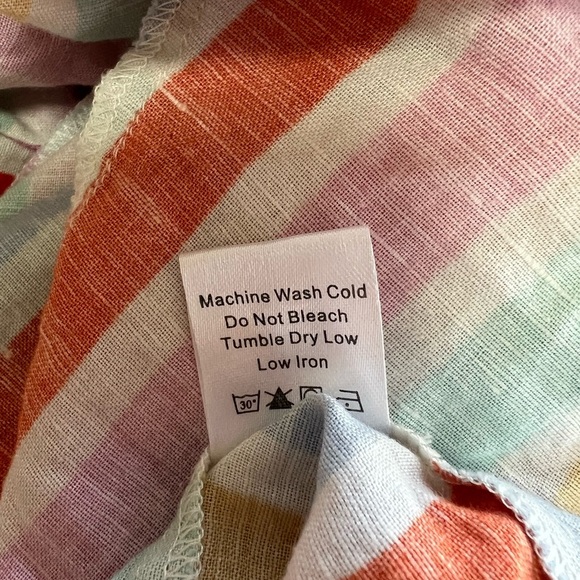 Machine Wash Cold
Do Not Bleach
Tumble Dry Low
Low Iron
30°